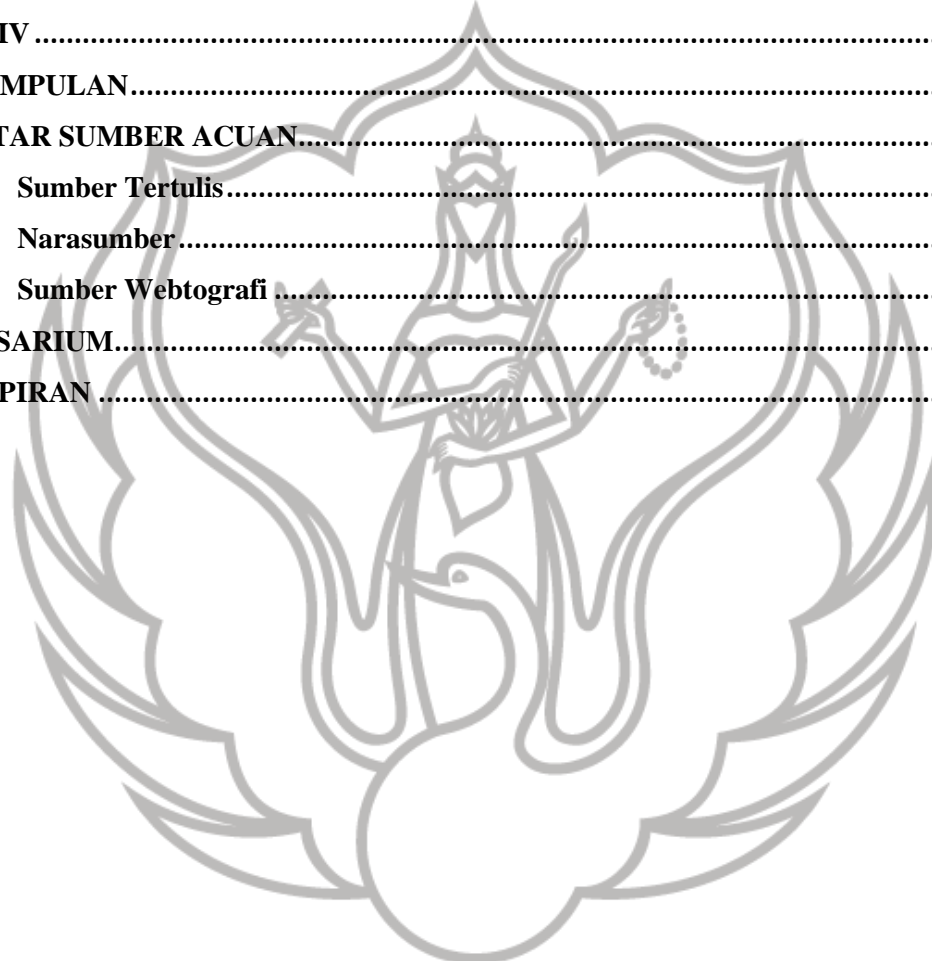 IV ....................................................................................................................
MPULAN....................................................................................................
TAR SUMBER ACUAN...............................................................................
Sumber Tertulis.........................................................................................
Narasumber...............................................................................................
Sumber Webtografi ...................................................................................
SARIUM......................................................................................................
PIRAN ........................................................................................................